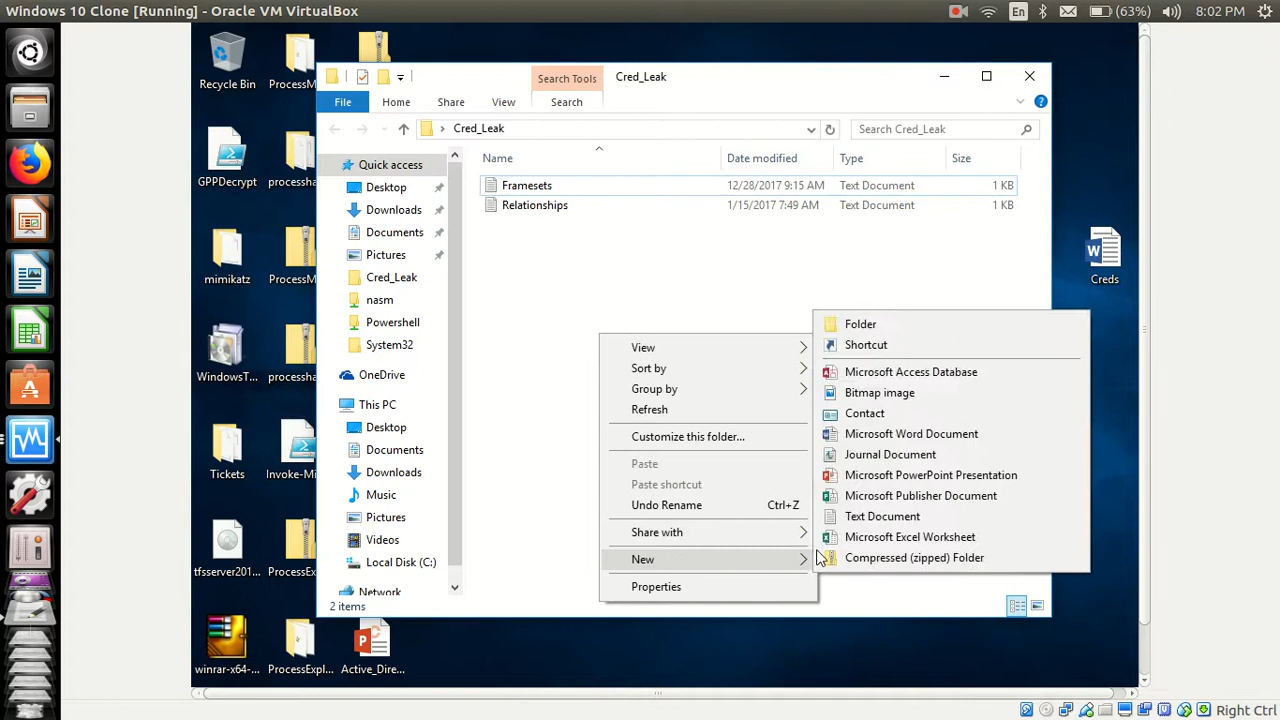 Windows 10 Clone [Running] - Oracle VM VirtualBox
En
(63%)
8:02 PM
Recycle Bin
ProcessM
GPPDecrypt
processha
mimikatz
ProcessM
WindowsT...
processha
Tickets
Invoke-Mi
tfsserver201...
ProcessE
winrar-x64-...
ProcessExpl...
Active_Dire...
Creds
Search Tools
Cred_Leak
File
Home
Share
View
Search
Cred_Leak
Search Cred_Leak
Quick access
Desktop
Downloads
Documents
Pictures
Cred_Leak
nasm
Powershell
System32
OneDrive
This PC
Desktop
Documents
Downloads
Music
Pictures
Videos
Local Disk (C:)
Network
Name
Date modified
Type
Size
Framesets
12/28/2017 9:15 AM
Text Document
1 KB
Relationships
1/15/2017 7:49 AM
Text Document
1 KB
2 items
View
Sort by
Group by
Refresh
Customize this folder...
Paste
Paste shortcut
Undo Rename
Ctrl+Z
Share with
New
Properties
Folder
Shortcut
Microsoft Access Database
Bitmap image
Contact
Microsoft Word Document
Journal Document
Microsoft PowerPoint Presentation
Microsoft Publisher Document
Text Document
Microsoft Excel Worksheet
Compressed (zipped) Folder
Right Ctrl